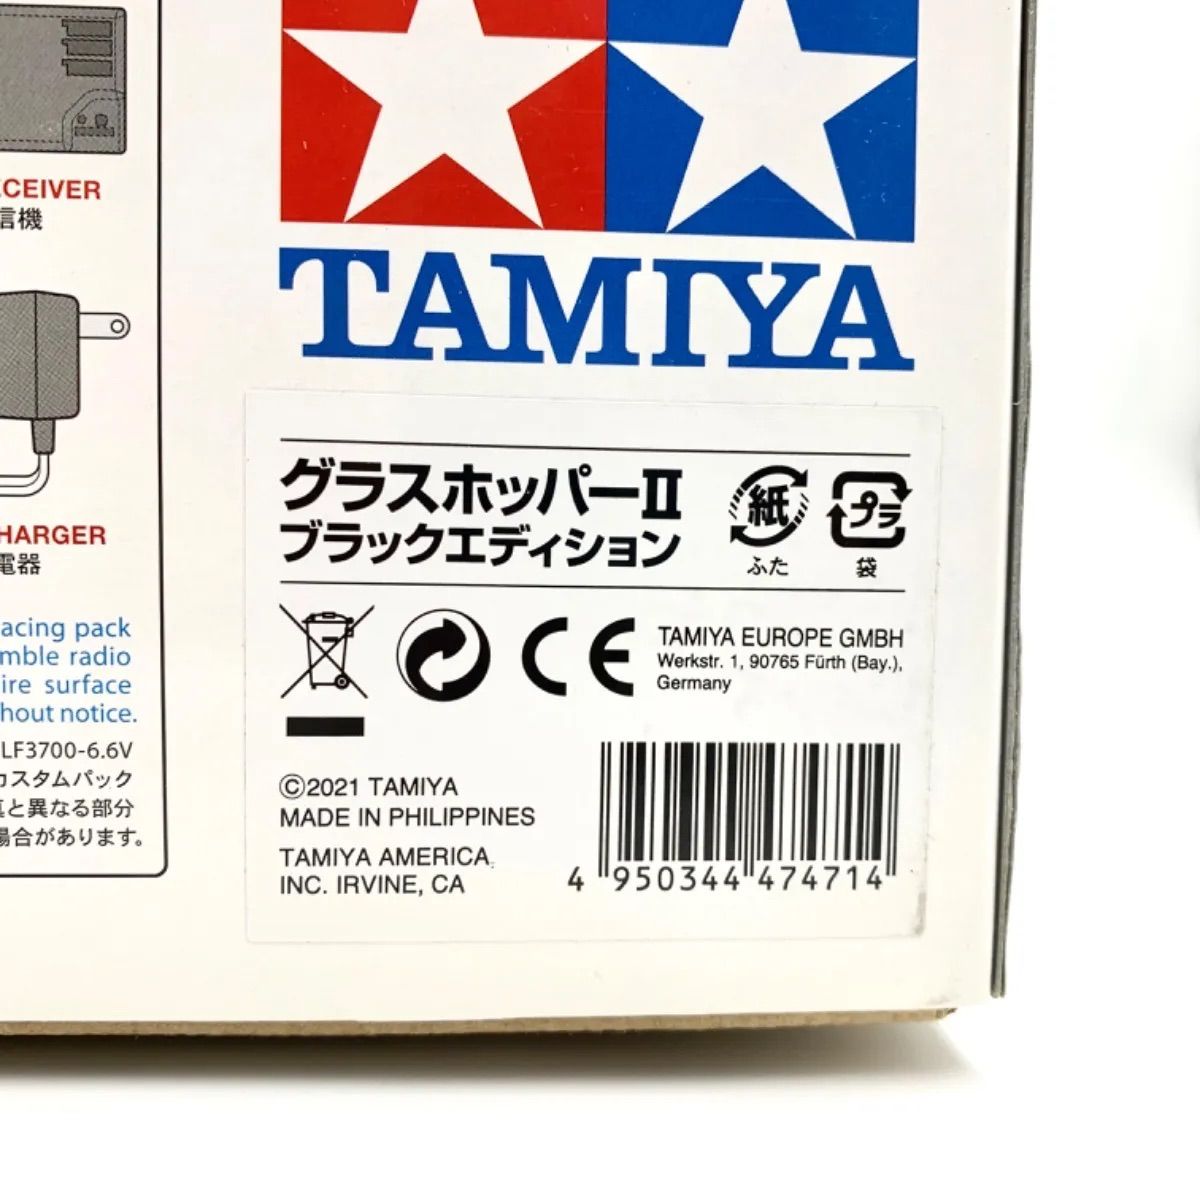 TAMIYA
ECEIVER
信機
HARGER
電器
acing pack
mble radio
ire surface
hout notice.
LF3700-6.6V
カスタムパック
真と異なる部分
場合があります。
グラスホッパーII
ブラックエディション
紙
ふた
プラ
袋
CE
TAMIYA EUROPE GMBH
Werkstr. 1, 90765 Fürth (Bay.),
Germany
©2021 TAMIYA
MADE IN PHILIPPINES
TAMIYA AMERICA
INC. IRVINE, CA
4 950344 474714